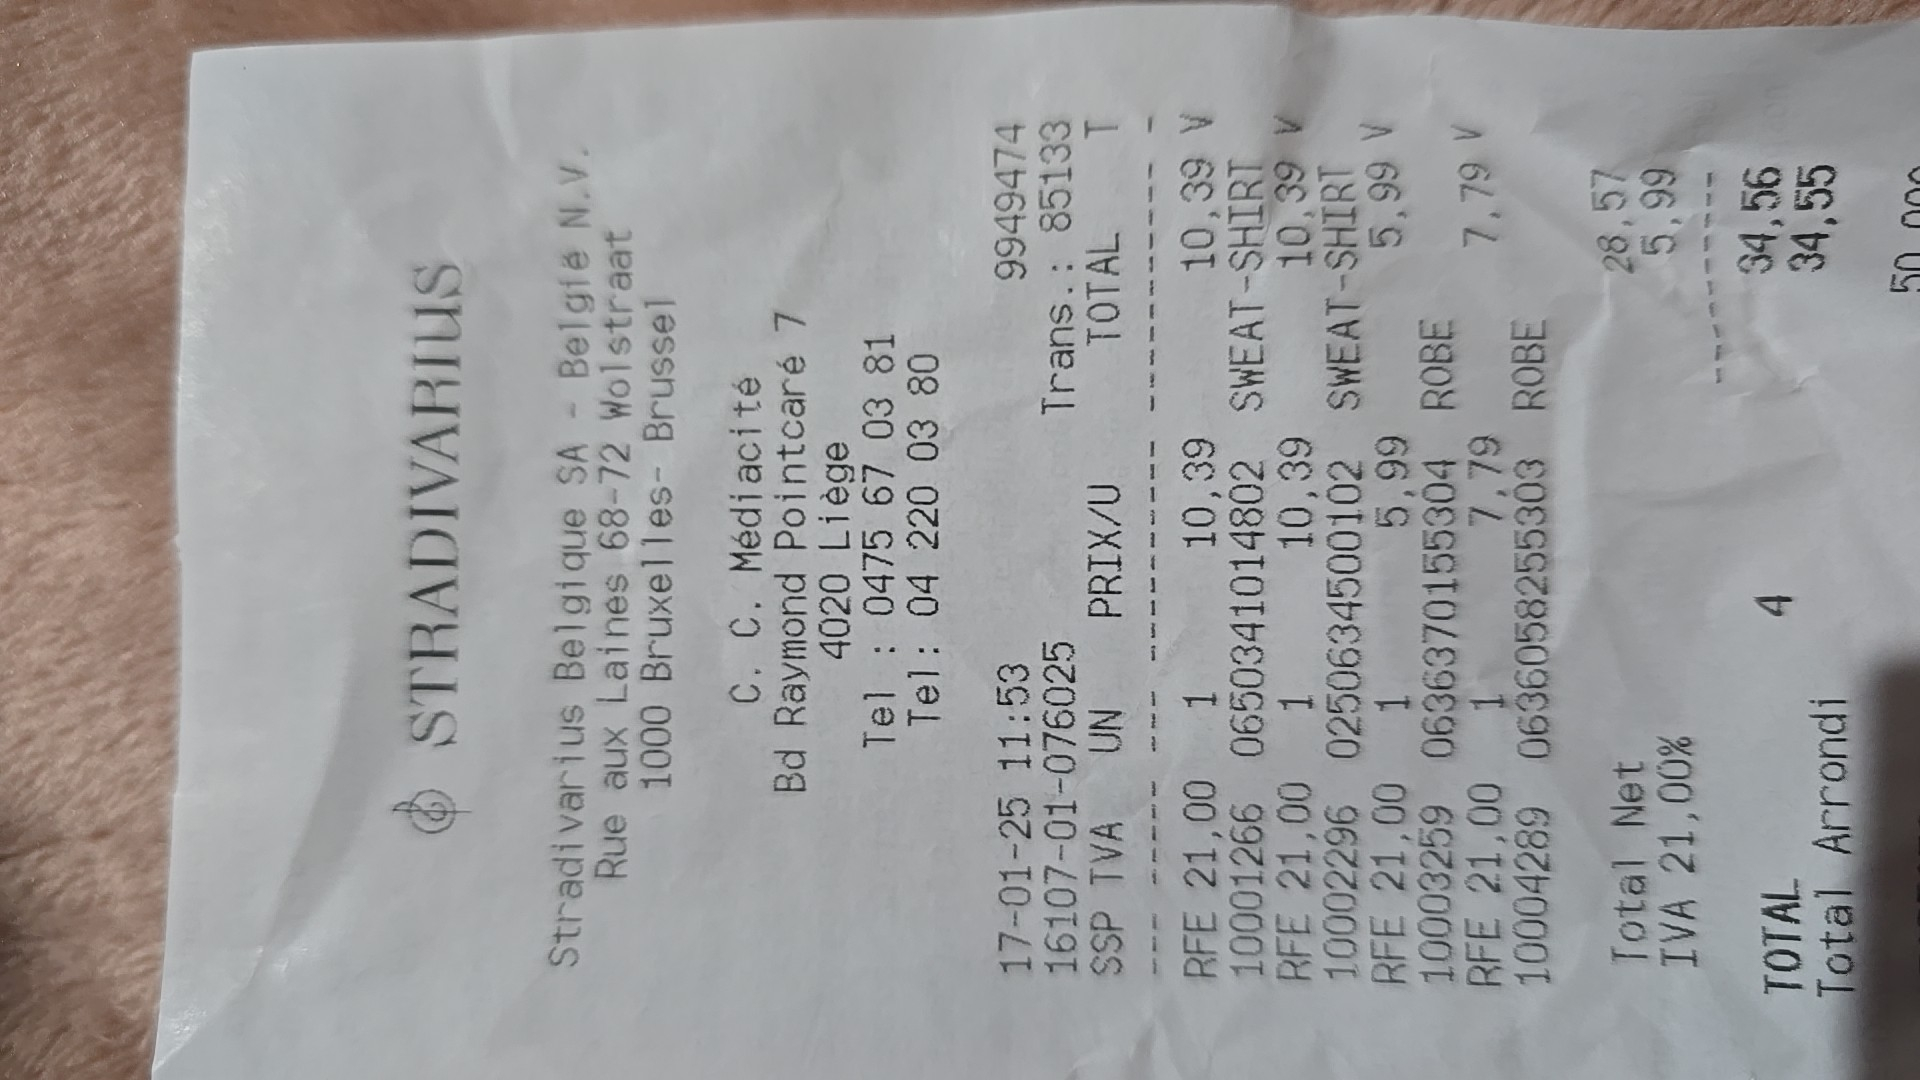 STRADIVARIUS
Stradivarius Belgique SA - Belgie N.V.
Rue aux Laines 68-72 Wolstraat
1000 Bruxelles- Brussel
C. C. Médiacité
Bd Raymond Pointcaré 7
4020 Liège
Tel : 0475 67 03 81
Tel: 04 220 03 80
17-01-25 11:53 9949474
16107-01-076025 Trans.: 85133
SSP TVA UN PRIX/U TOTAL T
--- ----- --- --------- --------- -
RFE 21,00 1 10,39 10,39 V
10001266 0650341014802 SWEAT-SHIRT
RFE 21,00 1 10,39 10,39 V
10002296 0250634500102 SWEAT-SHIRT
RFE 21,00 1 5,99 5,99 V
10003259 0636370155304 ROBE
RFE 21,00 1 7,79 7,79 V
10004289 0636058255303 ROBE
Total Net 28,57
IVA 21,00% 5,99
---------
TOTAL 4 34,56
Total Arrondi 34,55